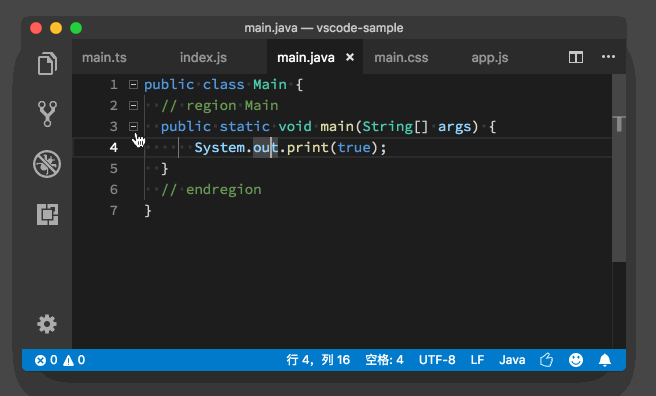 main.java — vscode-sample
main.ts index.js main.java × main.css app.js
1 public class Main {
2 // region Main
3 public static void main(String[] args) {
4 System.out.print(true);
5 }
6 // endregion
7 }
0 0 行 4，列 16 空格: 4 UTF-8 LF Java